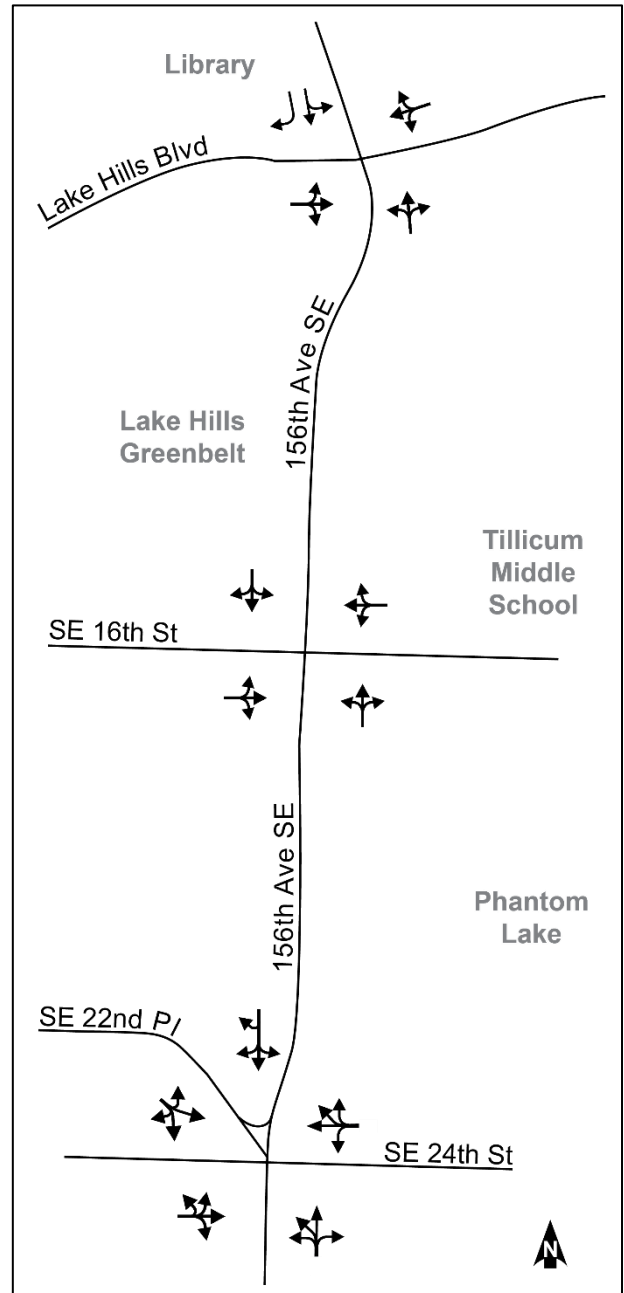 Library
Lake Hills Blvd
156th Ave SE
Lake Hills
Greenbelt
Tillicum
Middle
School
SE 16th St
156th Ave SE
Phantom
Lake
SE 22nd Pl
SE 24th St
N